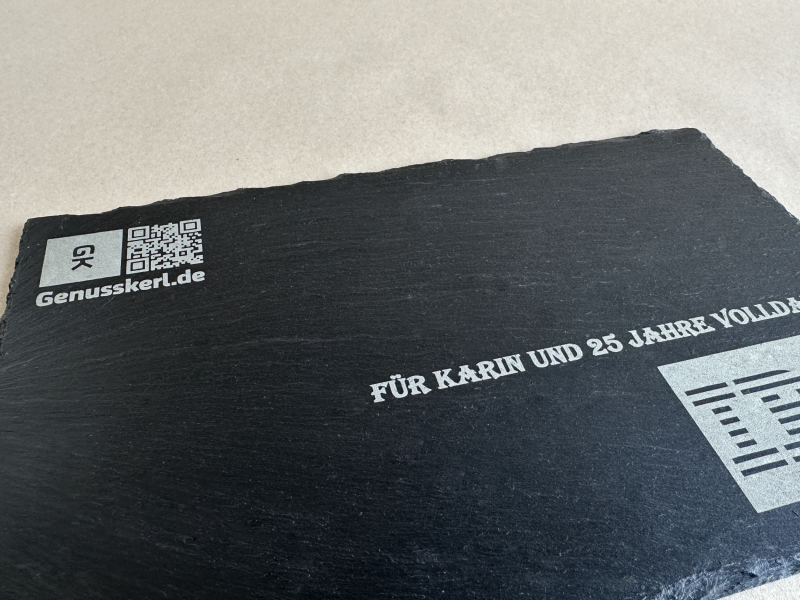 GK
Genusskerl.de
FÜR KARIN UND 25 JAHRE VOLLDA